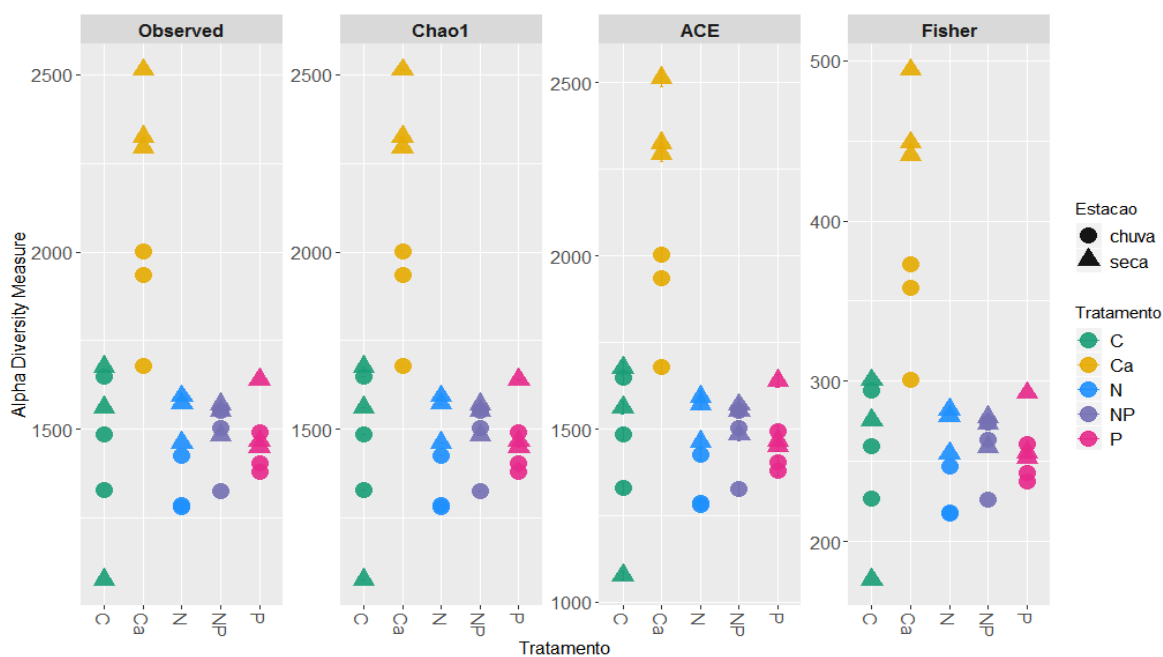 Observed
Chao1
ACE
Fisher
Alpha Diversity Measure
2500
2000
1500
C
Ca
N
NP
P
2500
2000
1500
C
Ca
N
NP
P
2500
2000
1500
1000
C
Ca
N
NP
P
500
400
300
200
C
Ca
N
NP
P
Tratamento
Estacao
chuva
seca
Tratamento
C
Ca
N
NP
P